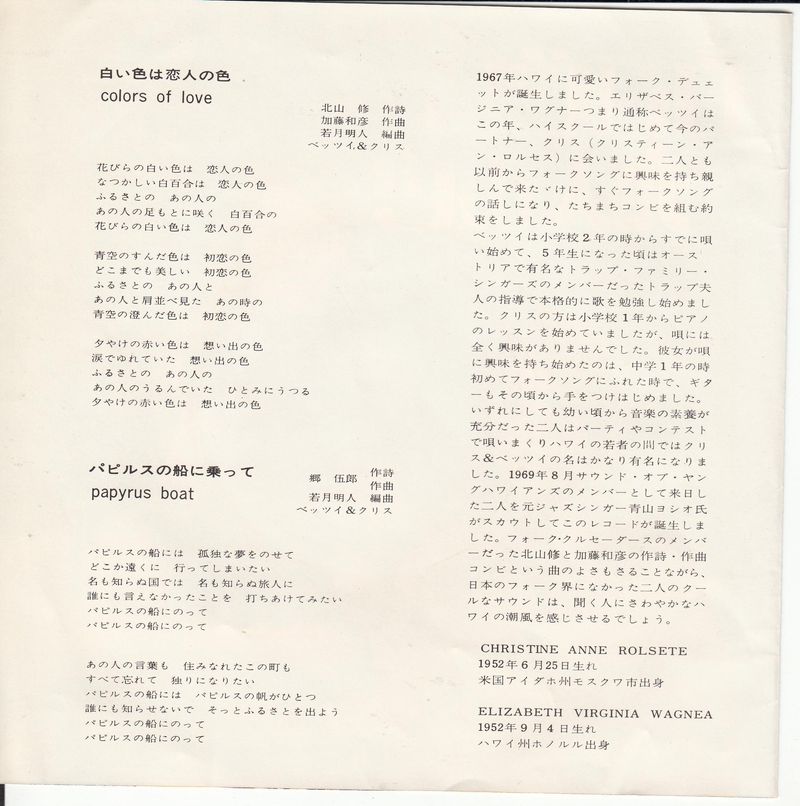 白い色は恋人の色
colors of love
北山　修　作詩
加藤和彦　作曲
若月明人　編曲
ベッツイ&クリス
花びらの白い色は　恋人の色
なつかしい白百合は　恋人の色
ふるさとの　あの人の
あの人の足もとに咲く　白百合の
花びらの白い色は　恋人の色
青空のすんだ色は　初恋の色
どこまでも美しい　初恋の色
ふるさとの　あの人と
あの人と肩並べ見た　あの時の
青空の澄んだ色は　初恋の色
夕やけの赤い色は　想い出の色
涙でゆれていた　想い出の色
ふるさとの　あの人の
あの人のうるんでいた　ひとみにうつる
夕やけの赤い色は　想い出の色
パピルスの船に乗って
papyrus boat
郷　伍郎　作詩
作曲
若月明人　編曲
ベッツイ&クリス
パピルスの船には　孤独な夢をのせて
どこか遠くに　行ってしまいたい
名も知らぬ国では　名も知らぬ旅人に
誰にも言えなかったことを　打ちあけてみたい
パピルスの船にのって
パピルスの船にのって
あの人の言葉も　住みなれたこの町も
すべて忘れて　独りになりたい
パピルスの船には　パピルスの帆がひとつ
誰にも知らせないで　そっとふるさとを出よう
パピルスの船にのって
パピルスの船にのって
1967年ハワイに可愛いフォーク・デュエ
ットが誕生しました。エリザベス・バー
ジニア・ワグナーつまり通称ベッツイは
この年、ハイスクールではじめて今のパ
ートナー、クリス（クリスティーン・ア
ン・ロルセス）に会いました。二人とも
以前からフォークソングに興味を持ち親
しんで来たゞけに、すぐフォークソング
の話しになり、たちまちコンビを組む約
束をしました。
ベッツイは小学校2年の時からすでに唄
い始めて、5年生になった頃はオース
トリアで有名なトラップ・ファミリー・
シンガーズのメンバーだったトラップ夫
人の指導で本格的に歌を勉強し始めまし
た。クリスの方は小学校1年からピアノ
のレッスンを始めていましたが、唄には
全く興味がありませんでした。彼女が唄
に興味を持ち始めたのは、中学1年の時
初めてフォークソングにふれた時で、ギタ
ーもその頃から手をつけはじめました。
いずれにしても幼い頃から音楽の素養が
充分だった二人はパーティやコンテスト
で唄いまくりハワイの若者の間ではクリ
ス&ベッツイの名はかなり有名になりま
した。1969年8月サウンド・オブ・ヤン
グハワイアンズのメンバーとして来日し
た二人を元ジャズシンガー青山ヨシオ氏
がスカウトしてこのレコードが誕生しま
した。フォーク・クルセーダースのメンバ
ーだった北山修と加藤和彦の作詩・作曲
コンビという曲のよさもさることながら、
日本のフォーク界になかった二人のクー
ルなサウンドは、聞く人にさわやかなハ
ワイの潮風を感じさせるでしょう。
CHRISTINE ANNE ROLSETE
1952年6月25日生れ
米国アイダホ州モスクワ市出身
ELIZABETH VIRGINIA WAGNEA
1952年9月4日生れ
ハワイ州ホノルル出身